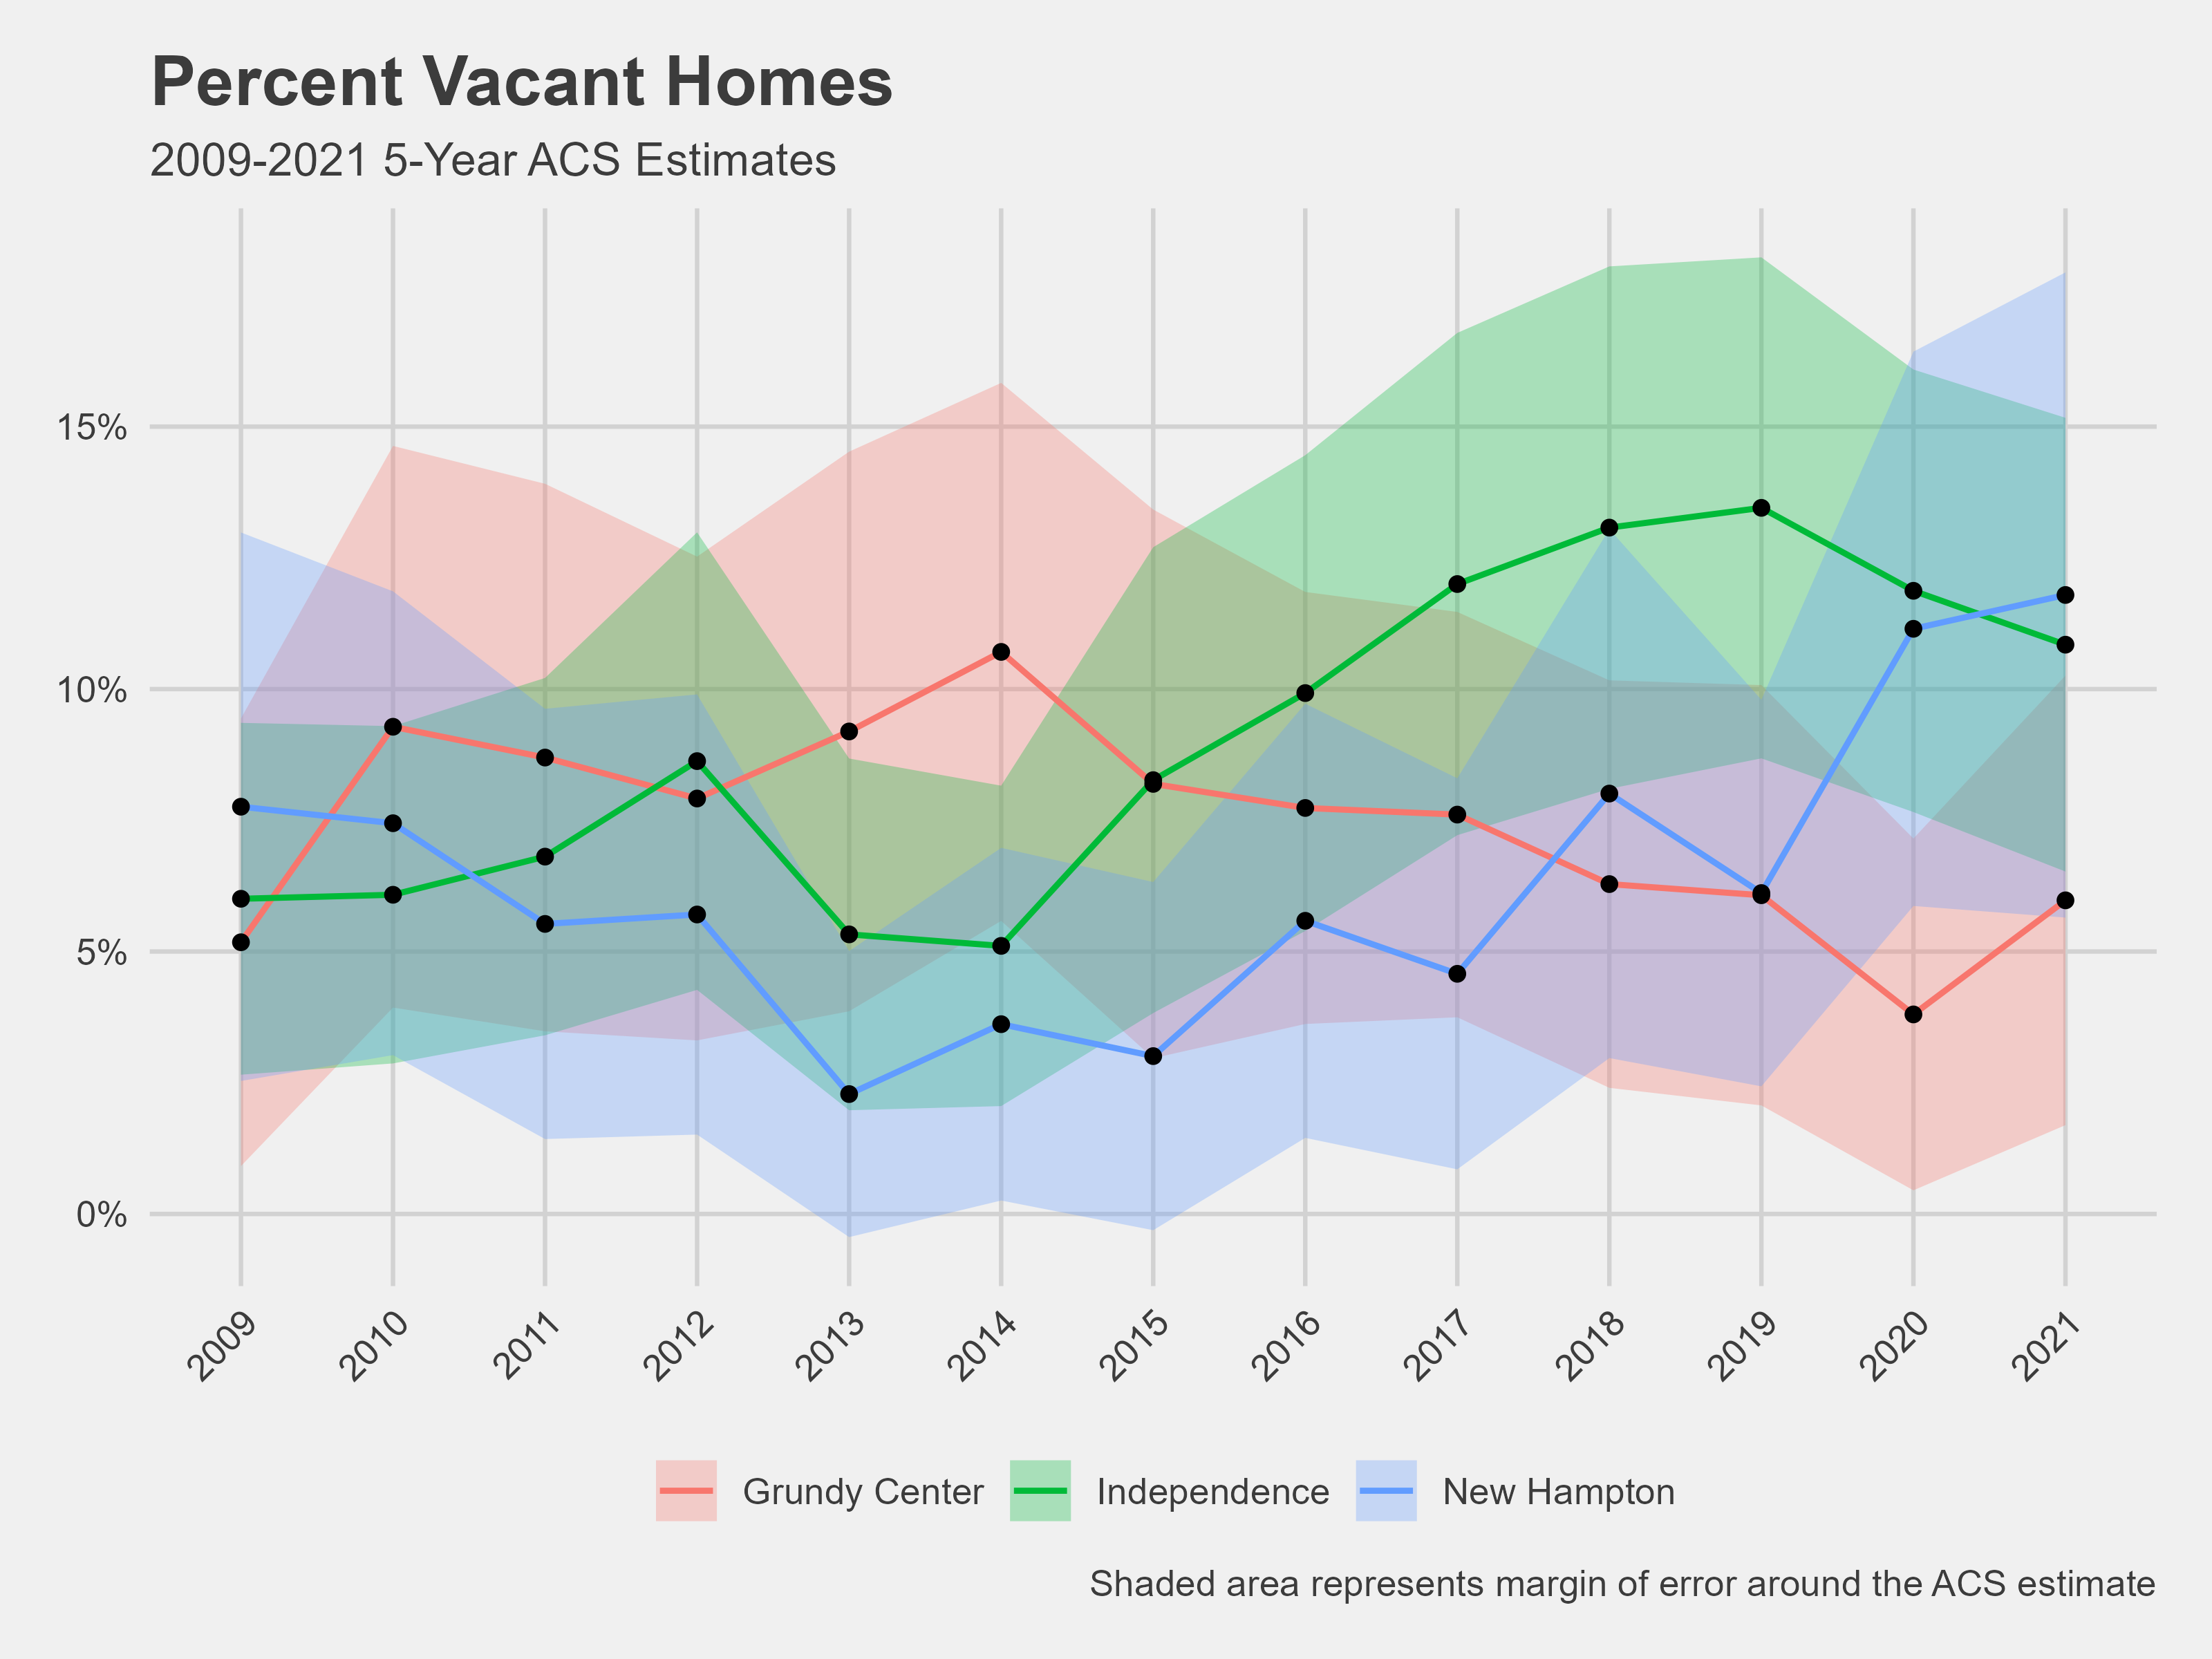 Percent Vacant Homes
2009-2021 5-Year ACS Estimates
15%
10%
5%
0%
2009 2010 2011 2012 2013 2014 2015 2016 2017 2018 2019 2020 2021
Grundy Center Independence New Hampton
Shaded area represents margin of error around the ACS estimate